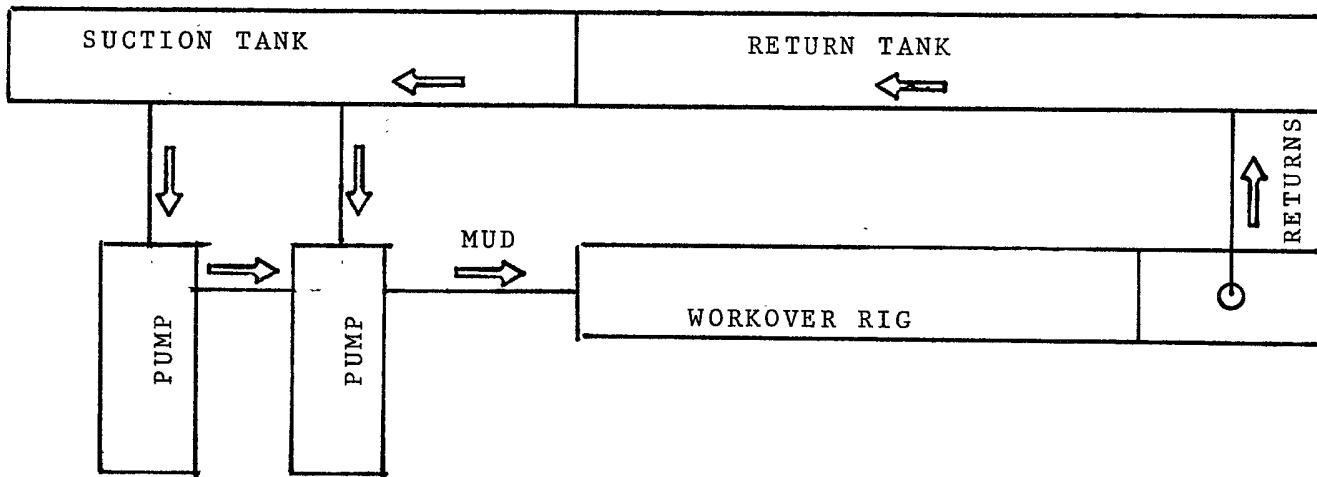 SUCTION TANK
RETURN TANK
RETURNS
MUD
PUMP
PUMP
WORKOVER RIG